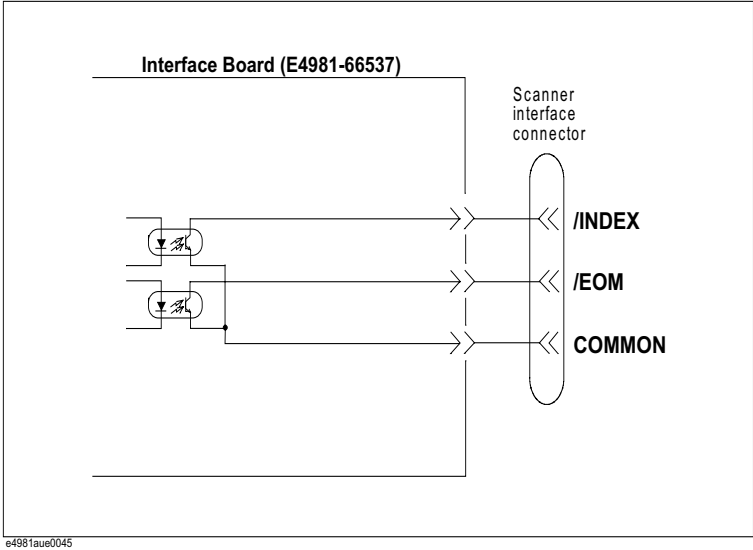 Interface Board (E4981-66537)
Scanner
interface
connector
/INDEX
/EOM
COMMON
e4981aue0045